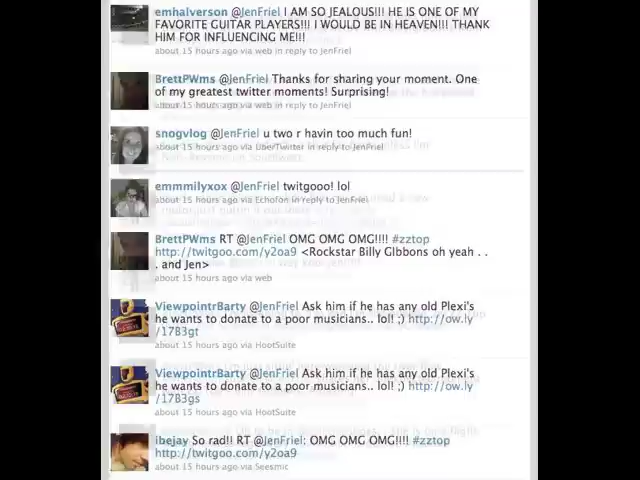 emhalverson @JenFriel I AM SO JEALOUS!!! HE IS ONE OF MY
FAVORITE GUITAR PLAYERS!!! I WOULD BE IN HEAVEN!!! THANK
HIM FOR INFLUENCING ME!!!
about 15 hours ago via web in reply to JenFriel
BrettPWms @JenFriel Thanks for sharing your moment. One
of my greatest twitter moments! Surprising!
about 15 hours ago via web in reply to JenFriel
snogvlog @JenFriel u two r havin too much fun!
about 15 hours ago via UberTwitter in reply to JenFriel
emmmilyxox @JenFriel twitgooo! lol
about 15 hours ago via Echofon in reply to JenFriel
BrettPWms RT @JenFriel OMG OMG OMG!!!! #zztop
http://twitgoo.com/y2oa9 <Rockstar Billy Gibbons oh yeah . .
. and Jen>
about 15 hours ago via web
ViewpointrBarty @JenFriel Ask him if he has any old Plexi's
he wants to donate to a poor musicians.. lol! ;) http://ow.ly
/17B3gt
about 15 hours ago via HootSuite
ViewpointrBarty @JenFriel Ask him if he has any old Plexi's
he wants to donate to a poor musicians.. lol! ;) http://ow.ly
/17B3gs
about 15 hours ago via HootSuite
ibejay So rad!! RT @JenFriel: OMG OMG OMG!!!! #zztop
http://twitgoo.com/y2oa9
about 15 hours ago via Seesmic